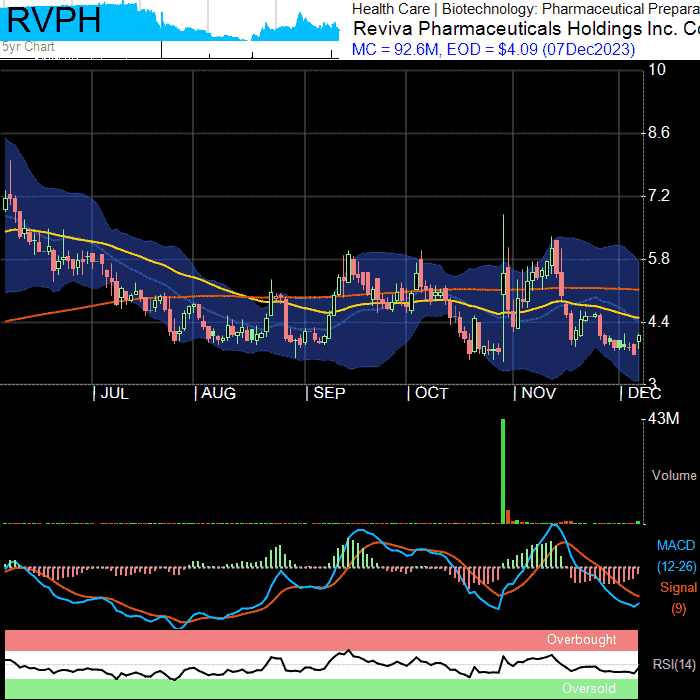 RVPH
Health Care | Biotechnology: Pharmaceutical Prepara
Reviva Pharmaceuticals Holdings Inc. Co
5yr Chart
MC = 92.6M, EOD = $4.09 (07Dec2023)
10
8.6
7.2
5.8
4.4
3
| JUL | AUG | SEP | OCT | NOV | DEC
43M
Volume
MACD
(12-26)
Signal
(9)
Overbought
RSI(14)
Oversold